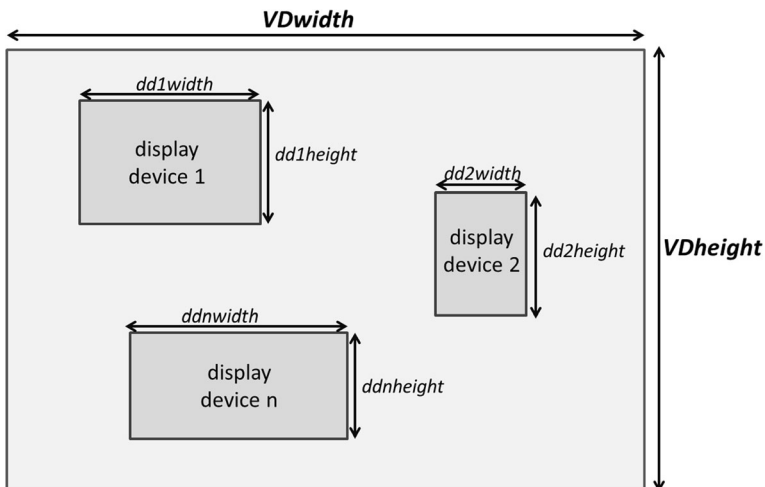 VDwidth
dd1width
display
device 1
dd1height
dd2width
display
device 2
dd2height
VDheight
ddnwidth
display
device n
ddnheight